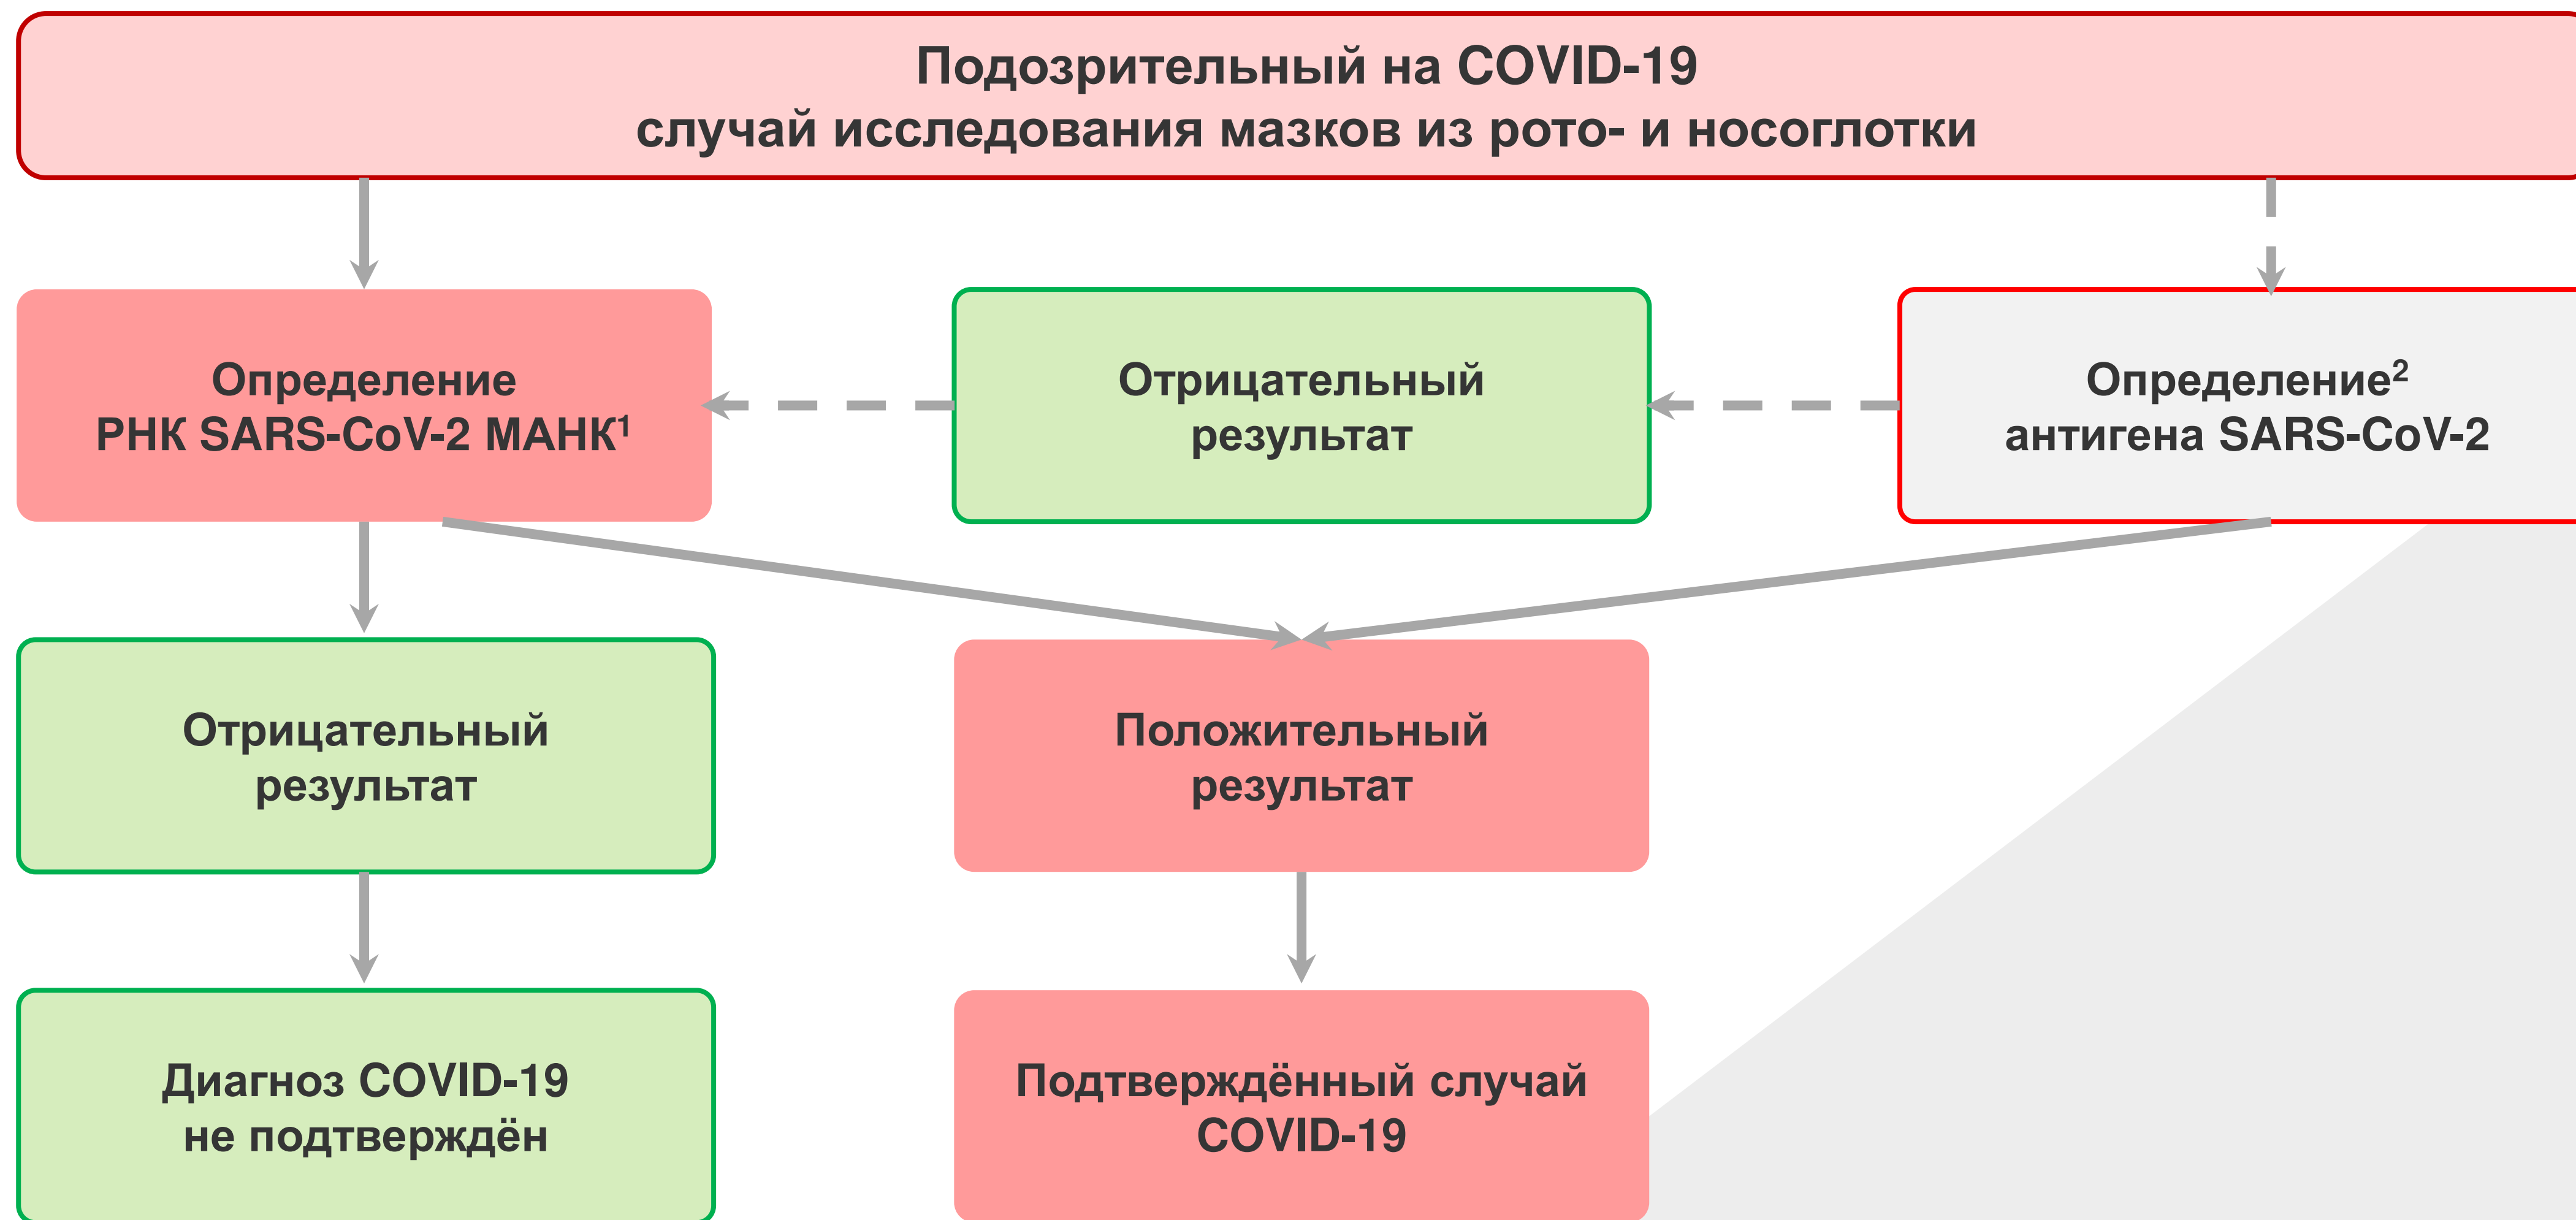 Подозрительный на COVID-19
случай исследования мазков из рото- и носоглотки
Определение
РНК SARS-CoV-2 МАНК¹
Отрицательный
результат
Определение²
антигена SARS-CoV-2
Отрицательный
результат
Положительный
результат
Диагноз COVID-19
не подтверждён
Подтверждённый случай
COVID-19